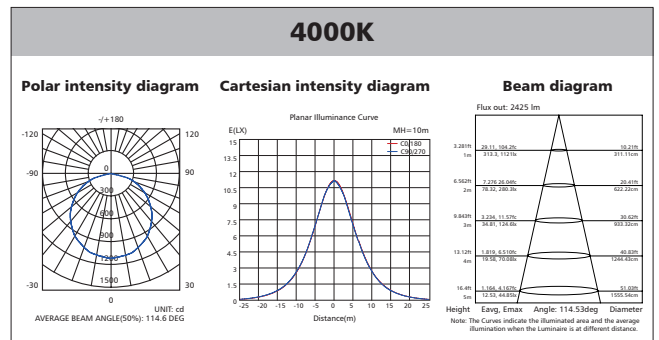 4000K
Polar intensity diagram
-/+180
-120
120
-90
90
0
300
600
900
1200
1500
-30
30
0
UNIT: cd
AVERAGE BEAM ANGLE(50%): 114.6 DEG
Cartesian intensity diagram
Planar Illuminance Curve
E(LX)
MH=10m
C0/180
C90/270
15
13.5
12
10.5
9
7.5
6
4.5
3
1.5
-25 -20 -15 -10 -5 0 5 10 15 20 25
Distance(m)
Beam diagram
Flux out: 2425 lm
3.281ft 29.11, 104.2fc 10.21ft
1m 313.3, 1121lx 311.11cm
6.562ft 7.276 26.04fc 20.41ft
2m 78.32, 280.3lx 622.22cm
9.843ft 3.234, 11.57fc 30.62ft
3m 34.81, 124.6lx 933.32cm
13.12ft 1.819, 6.510fc 40.83ft
4m 19.58, 70.08lx 1244.43cm
16.4ft 1.164, 4.167fc 51.03ft
5m 12.53, 44.85lx 1555.54cm
Height Eavg, Emax Angle: 114.53deg Diameter
Note: The Curves indicate the illuminated area and the average
illumination when the Luminaire is at different distance.